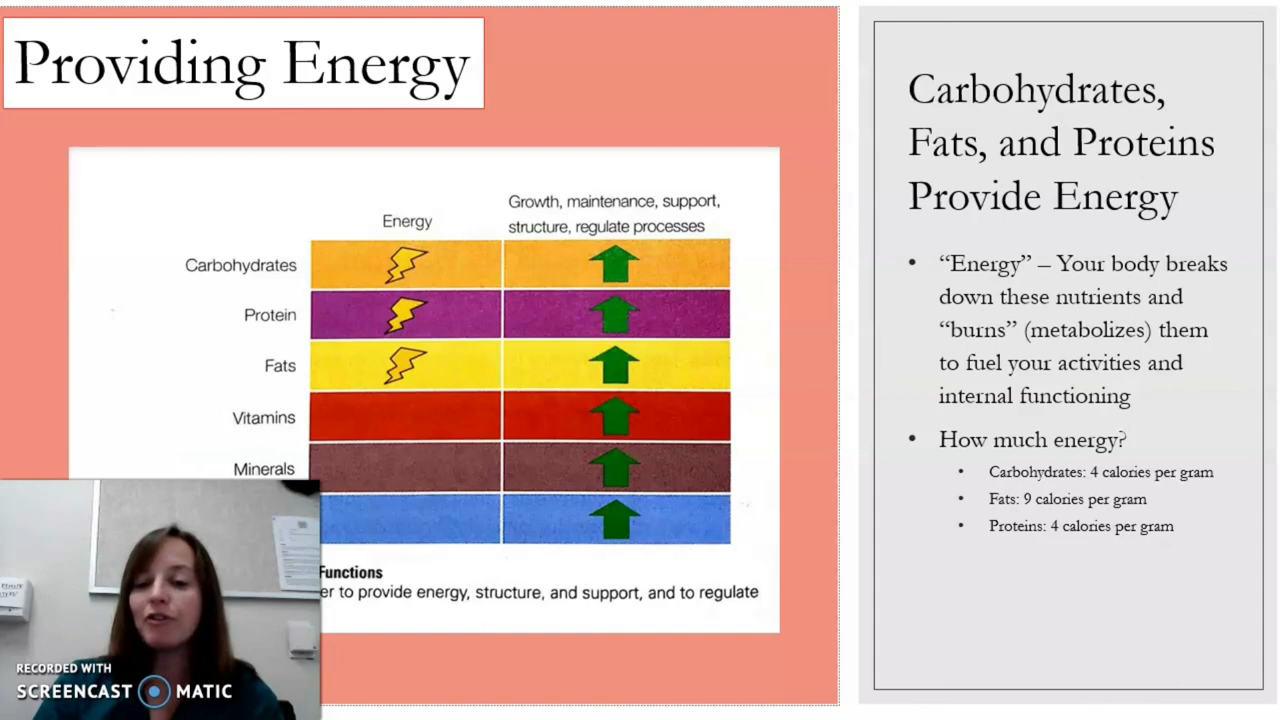 Providing Energy
Energy
Growth, maintenance, support,
structure, regulate processes
Carbohydrates
Protein
Fats
Vitamins
Minerals
Functions
er to provide energy, structure, and support, and to regulate
RECORDED WITH
SCREENCAST MATIC
Carbohydrates,
Fats, and Proteins
Provide Energy
• “Energy” – Your body breaks
down these nutrients and
“burns” (metabolizes) them
to fuel your activities and
internal functioning
• How much energy?
• Carbohydrates: 4 calories per gram
• Fats: 9 calories per gram
• Proteins: 4 calories per gram